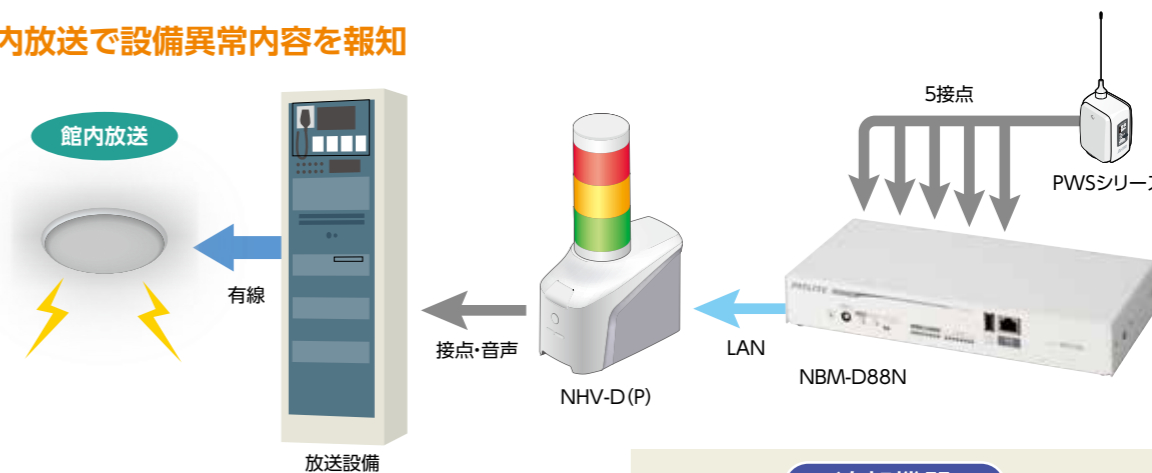 内放送で設備異常内容を報知
館内放送
有線
放送設備
接点・音声
NHV-D(P)
LAN
5接点
PWSシリーズ
PATLITE
NBM-D88N